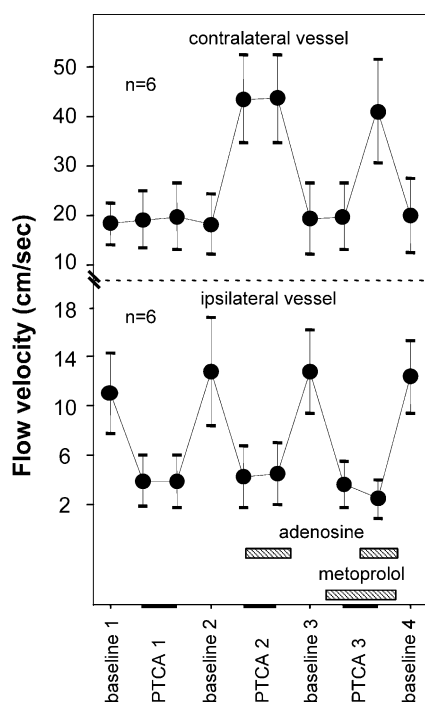 contralateral vessel
50
n=6
40
30
20
10
Flow velocity (cm/sec)
ipsilateral vessel
18
n=6
14
10
6
2
adenosine
metoprolol
baseline 1
PTCA 1
baseline 2
PTCA 2
baseline 3
PTCA 3
baseline 4